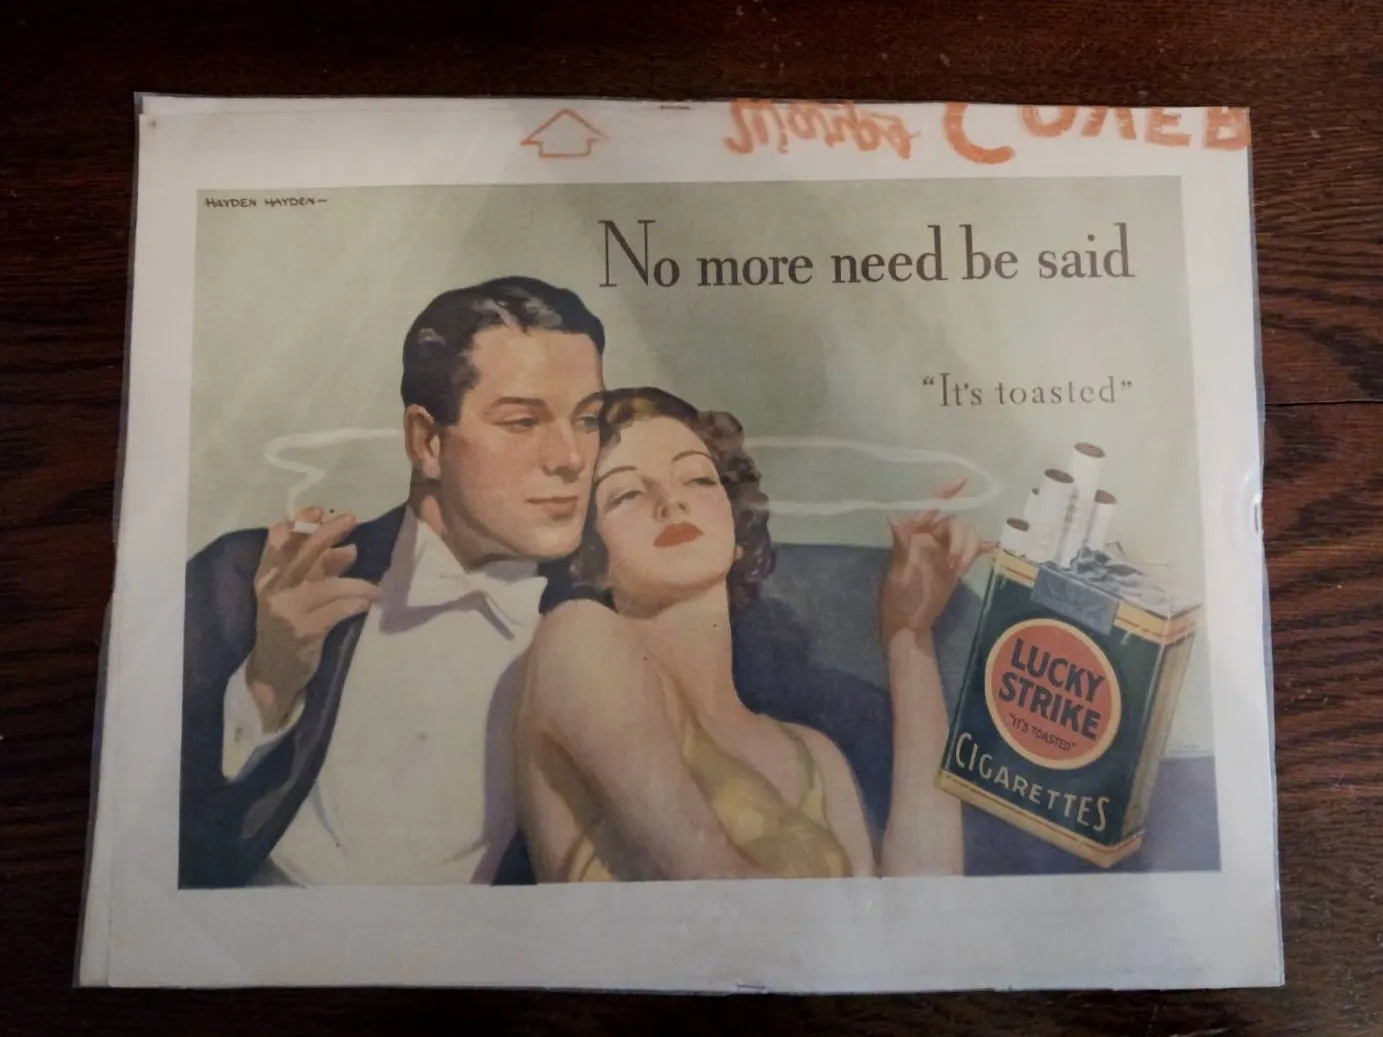 HAYDEN HAYDEN—
No more need be said
“It's toasted”
LUCKY
STRIKE
“IT'S TOASTED”
CIGARETTES